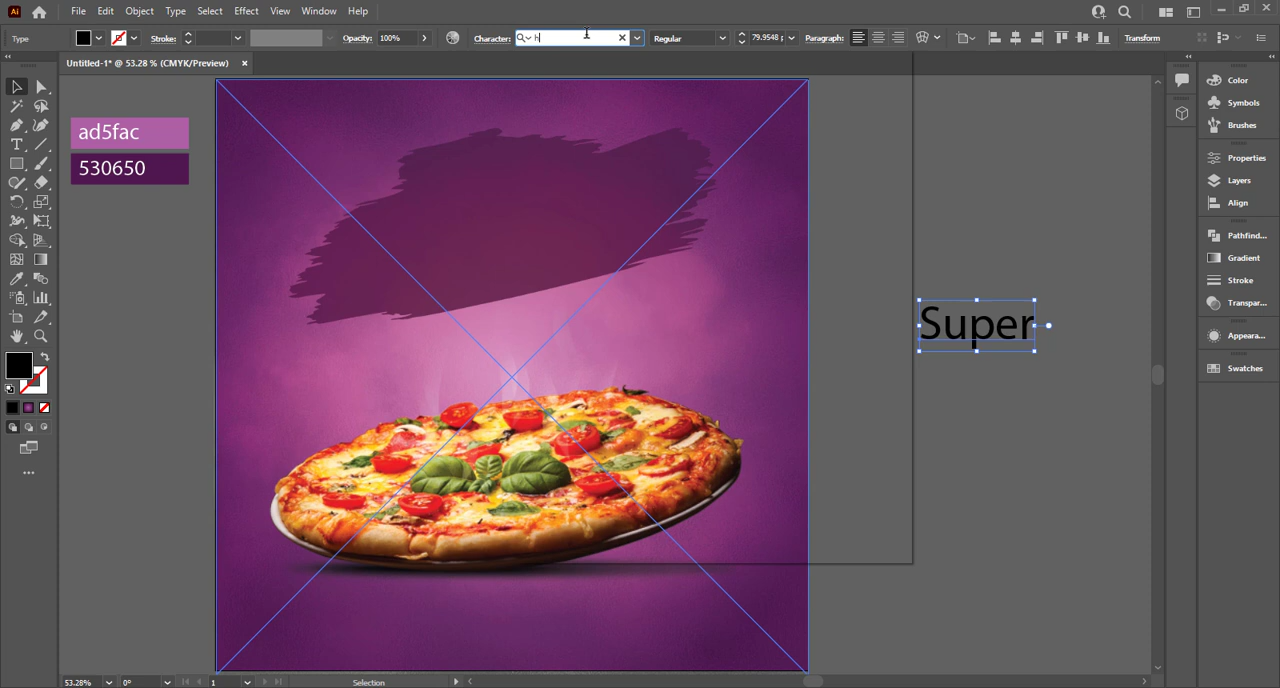 Ai
File Edit Object Type Select Effect View Window Help
Type Stroke: Opacity: 100% Character: h Regular 79.9548 p Paragraph: Transform
Untitled-1* @ 53.28 % (CMYK/Preview)
ad5fac
530650
Super
Color
Symbols
Brushes
Properties
Layers
Align
Pathfind...
Gradient
Stroke
Transpar...
Appeara...
Swatches
53.28% 0° 1 Selection